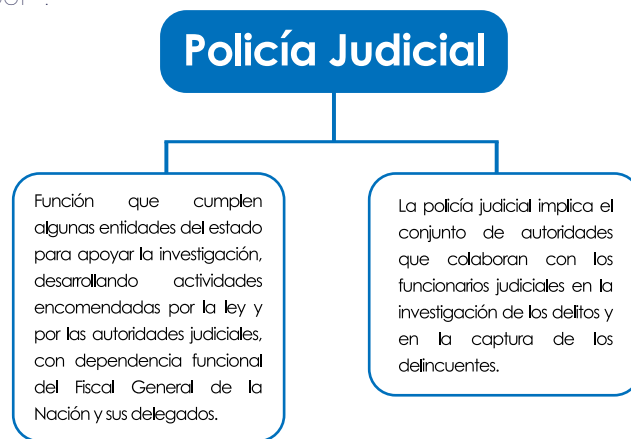 Policía Judicial
Función que cumplen
algunas entidades del estado
para apoyar la investigación,
desarrollando actividades
encomendadas por la ley y
por las autoridades judiciales,
con dependencia funcional
del Fiscal General de la
Nación y sus delegados.
La policía judicial implica el
conjunto de autoridades
que colaboran con los
funcionarios judiciales en la
investigación de los delitos y
en la captura de los
delincuentes.